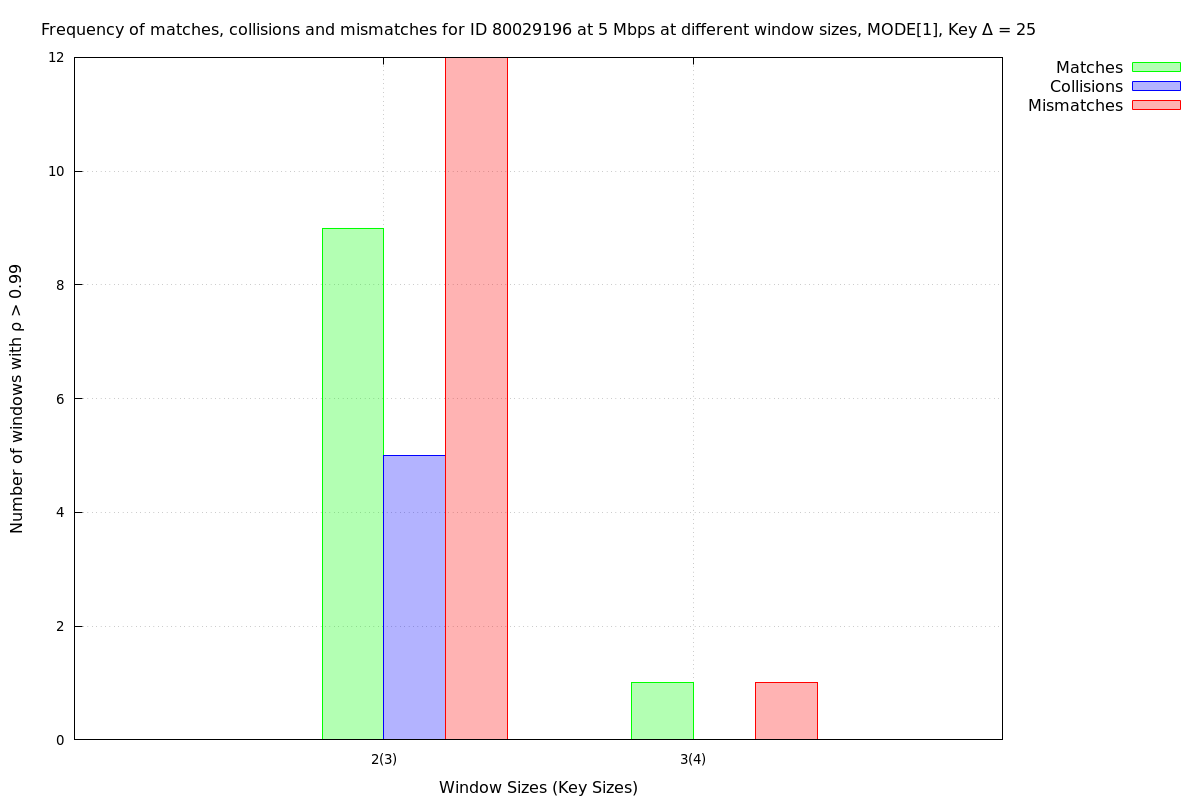 Frequency of matches, collisions and mismatches for ID 80029196 at 5 Mbps at different window sizes, MODE[1], Key Δ = 25
Matches
Collisions
Mismatches
Number of windows with ρ > 0.99
12
10
8
6
4
2
0
2(3)
3(4)
Window Sizes (Key Sizes)